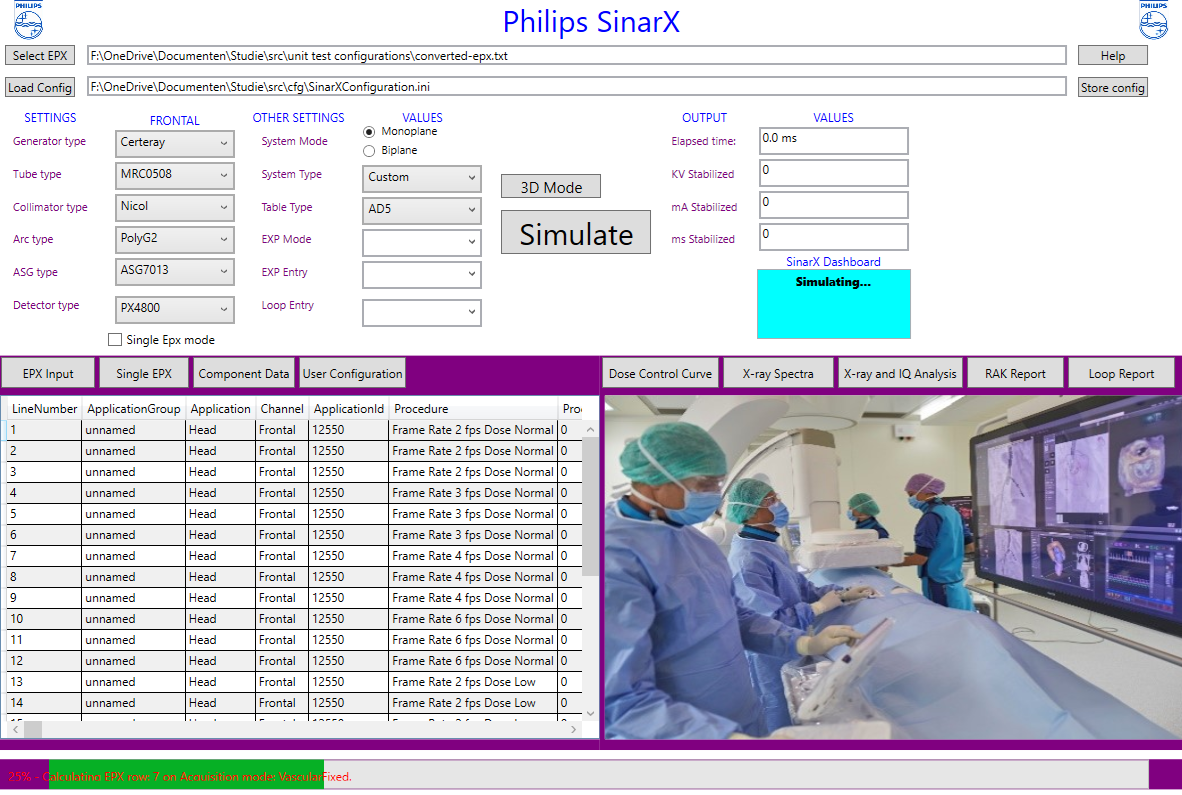 PHILIPS
Philips SinarX
PHILIPS
Select EPX
F:\OneDrive\Documenten\Studie\src\unit test configurations\converted-epx.txt
Help
Load Config
F:\OneDrive\Documenten\Studie\src\cfg\SinarXConfiguration.ini
Store config
SETTINGS
FRONTAL
OTHER SETTINGS
VALUES
OUTPUT
VALUES
Generator type
Certeray
System Mode
Monoplane
Biplane
Elapsed time:
0.0 ms
Tube type
MRC0508
System Type
Custom
3D Mode
KV Stabilized
0
Collimator type
Nicol
Table Type
AD5
Simulate
mA Stabilized
0
Arc type
PolyG2
EXP Mode
ms Stabilized
0
ASG type
ASG7013
EXP Entry
SinarX Dashboard
Simulating...
Detector type
PX4800
Loop Entry
Single Epx mode
EPX Input
Single EPX
Component Data
User Configuration
Dose Control Curve
X-ray Spectra
X-ray and IQ Analysis
RAK Report
Loop Report
LineNumber ApplicationGroup Application Channel ApplicationId Procedure Pro
1 unnamed Head Frontal 12550 Frame Rate 2 fps Dose Normal 0
2 unnamed Head Frontal 12550 Frame Rate 2 fps Dose Normal 0
3 unnamed Head Frontal 12550 Frame Rate 2 fps Dose Normal 0
4 unnamed Head Frontal 12550 Frame Rate 3 fps Dose Normal 0
5 unnamed Head Frontal 12550 Frame Rate 3 fps Dose Normal 0
6 unnamed Head Frontal 12550 Frame Rate 3 fps Dose Normal 0
7 unnamed Head Frontal 12550 Frame Rate 4 fps Dose Normal 0
8 unnamed Head Frontal 12550 Frame Rate 4 fps Dose Normal 0
9 unnamed Head Frontal 12550 Frame Rate 4 fps Dose Normal 0
10 unnamed Head Frontal 12550 Frame Rate 6 fps Dose Normal 0
11 unnamed Head Frontal 12550 Frame Rate 6 fps Dose Normal 0
12 unnamed Head Frontal 12550 Frame Rate 6 fps Dose Normal 0
13 unnamed Head Frontal 12550 Frame Rate 2 fps Dose Low 0
14 unnamed Head Frontal 12550 Frame Rate 2 fps Dose Low 0
25% - Calculating EPX row: 7 on Acquisition mode: VascularFixed.